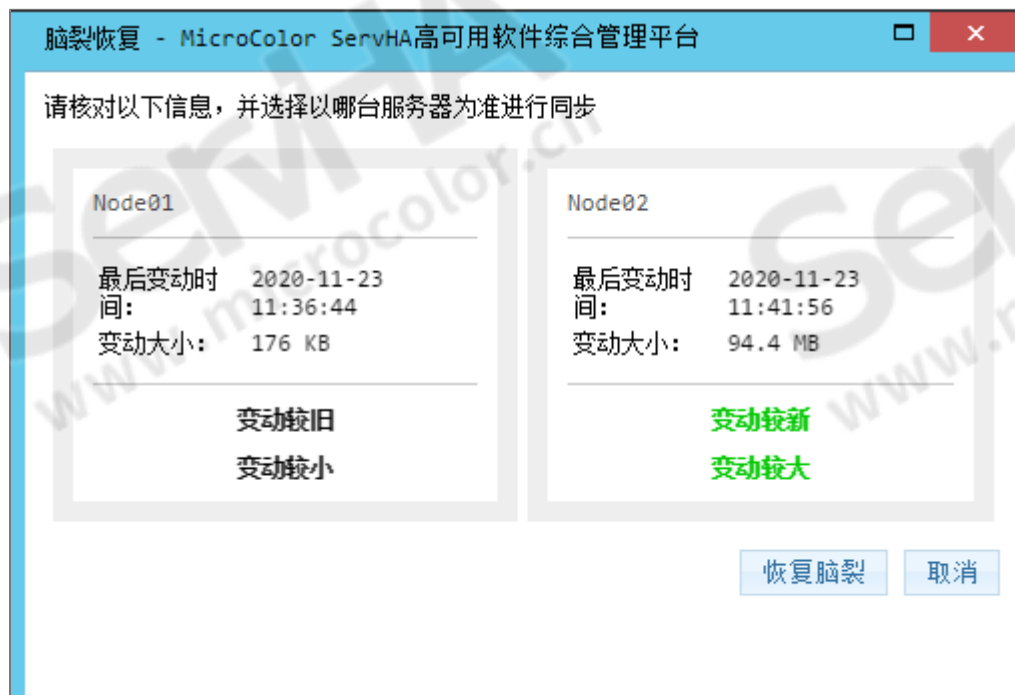 脑裂恢复 - MicroColor ServHA高可用软件综合管理平台
请核对以下信息，并选择以哪台服务器为准进行同步
Node01
最后变动时间： 2020-11-23 11:36:44
变动大小： 176 KB
变动较旧
变动较小
Node02
最后变动时间： 2020-11-23 11:41:56
变动大小： 94.4 MB
变动较新
变动较大
恢复脑裂 取消
ServHA
www.microcolor.cn